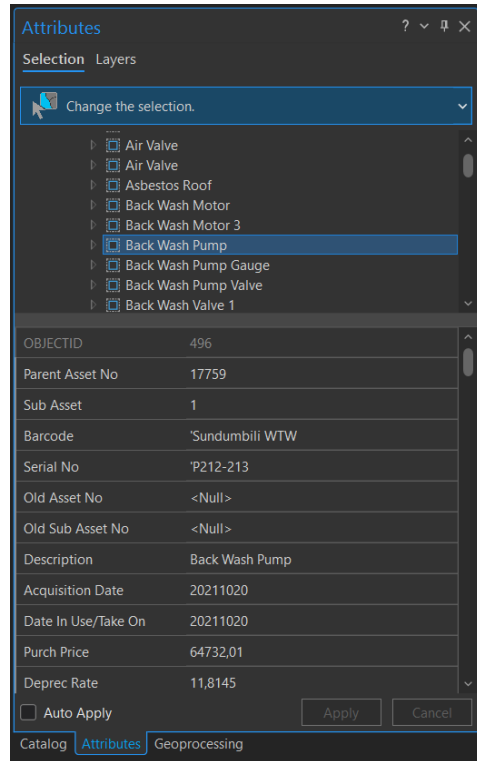 Attributes
Selection Layers
Change the selection.
Air Valve
Air Valve
Asbestos Roof
Back Wash Motor
Back Wash Motor 3
Back Wash Pump
Back Wash Pump Gauge
Back Wash Pump Valve
Back Wash Valve 1
OBJECTID 496
Parent Asset No 17759
Sub Asset 1
Barcode 'Sundumbili WTW
Serial No 'P212-213
Old Asset No <Null>
Old Sub Asset No <Null>
Description Back Wash Pump
Acquisition Date 20211020
Date In Use/Take On 20211020
Purch Price 64732,01
Deprec Rate 11,8145
Auto Apply Apply Cancel
Catalog Attributes Geoprocessing